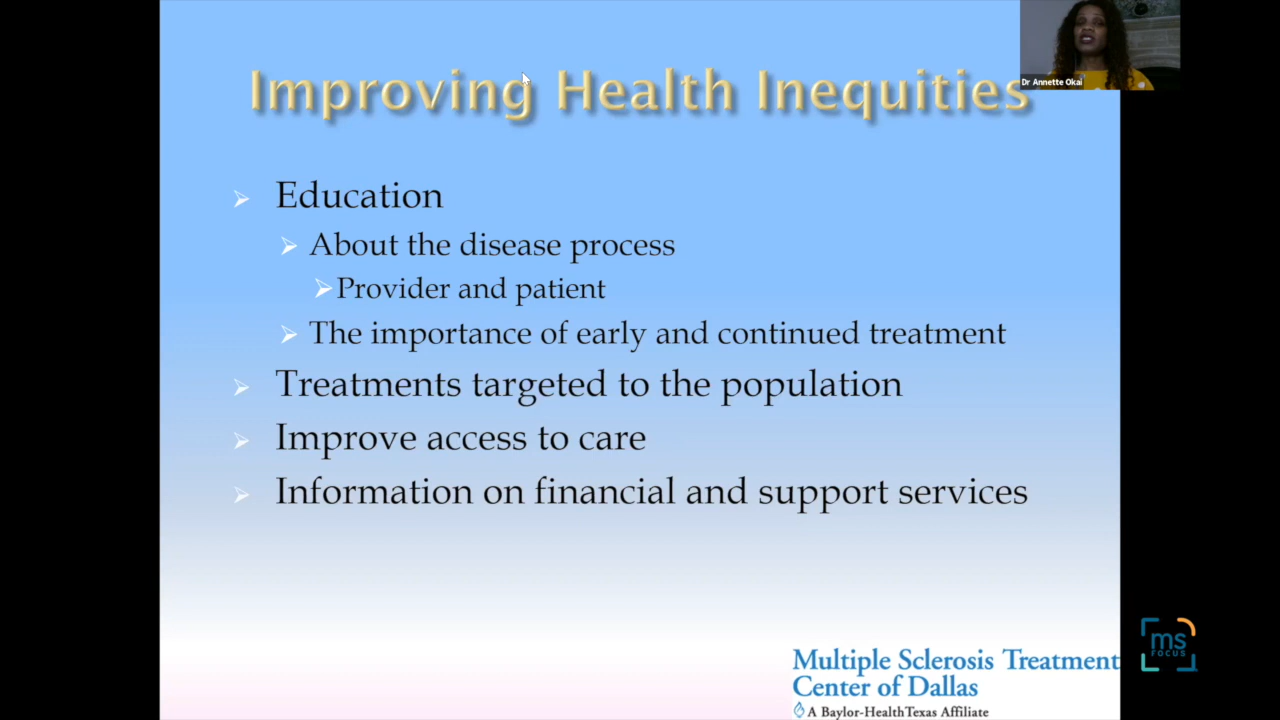 Dr Annette Okai
Improving Health Inequities
Education
About the disease process
Provider and patient
The importance of early and continued treatment
Treatments targeted to the population
Improve access to care
Information on financial and support services
Multiple Sclerosis Treatment
Center of Dallas
A Baylor-HealthTexas Affiliate
ms
FOCUS